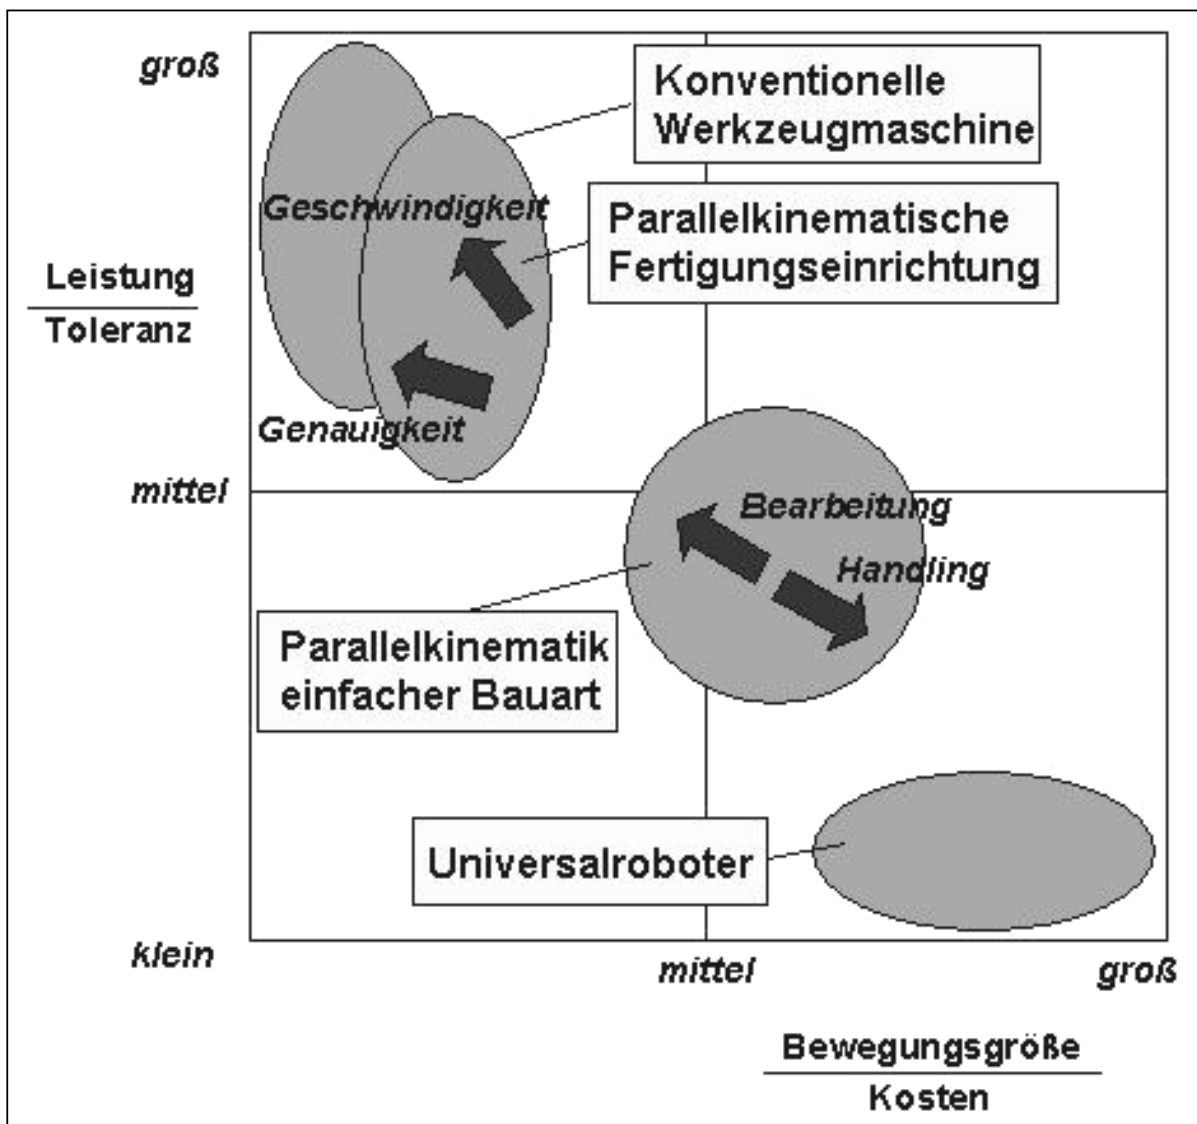 groß
Konventionelle
Werkzeugmaschine
Geschwindigkeit
Parallelkinematische
Fertigungseinrichtung
Leistung
Toleranz
Genauigkeit
mittel
Bearbeitung
Handling
Parallelkinematik
einfacher Bauart
Universalroboter
klein
mittel
groß
Bewegungsgröße
Kosten